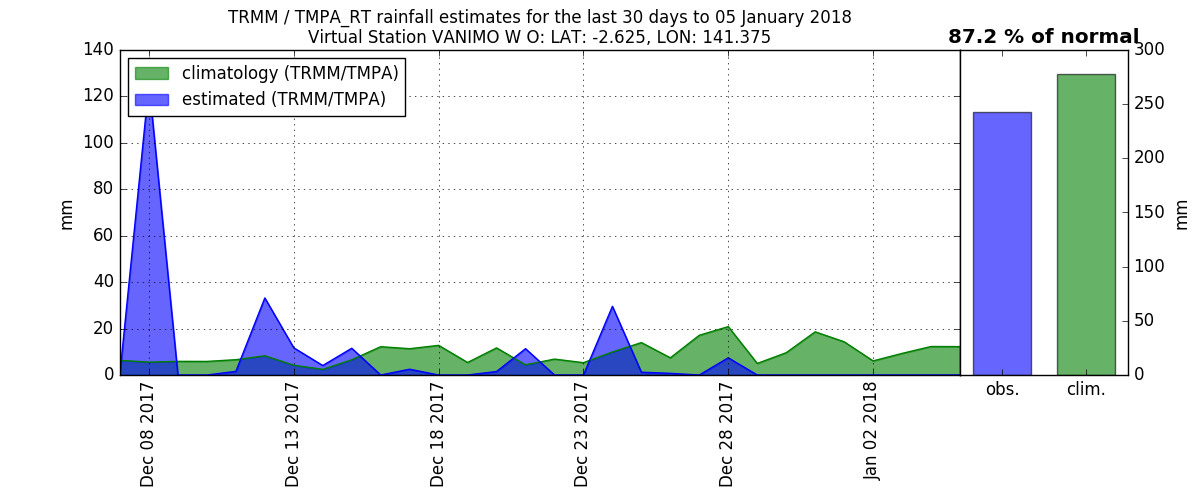 TRMM / TMPA_RT rainfall estimates for the last 30 days to 05 January 2018
Virtual Station VANIMO W O: LAT: -2.625, LON: 141.375
87.2 % of normal
climatology (TRMM/TMPA)
estimated (TRMM/TMPA)
mm
140
120
100
80
60
40
20
0
Dec 08 2017
Dec 13 2017
Dec 18 2017
Dec 23 2017
Dec 28 2017
Jan 02 2018
obs.
clim.
300
250
200
150
100
50
0
mm